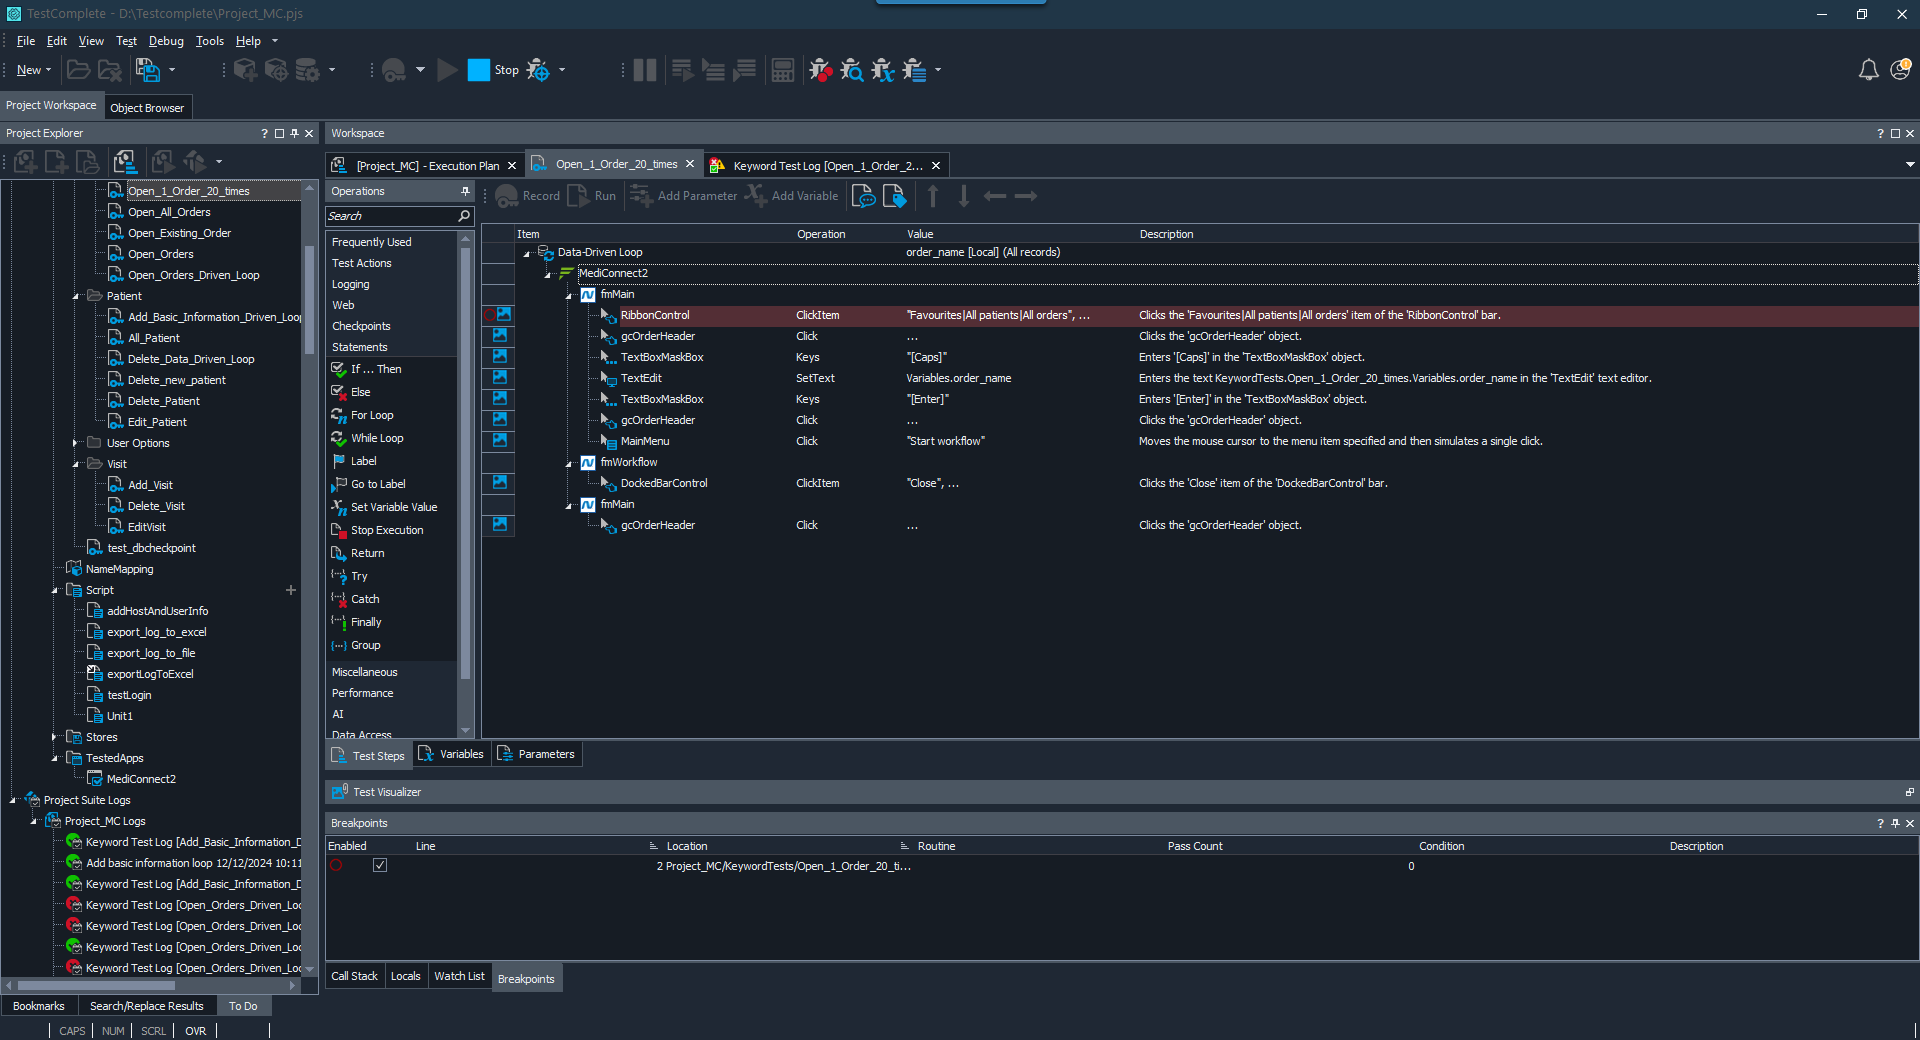 TestComplete - D:\Testcomplete\Project_MC.pjs
File Edit View Test Debug Tools Help
New Stop
Project Workspace Object Browser
Project Explorer
Open_1_Order_20_times
Open_All_Orders
Open_Existing_Order
Open_Orders
Open_Orders_Driven_Loop
Patient
Add_Basic_Information_Driven_Loo
All_Patient
Delete_Data_Driven_Loop
Delete_new_patient
Delete_Patient
Edit_Patient
User Options
Visit
Add_Visit
Delete_Visit
EditVisit
test_dbcheckpoint
NameMapping
Script
addHostAndUserInfo
export_log_to_excel
export_log_to_file
exportLogToExcel
testLogin
Unit1
Stores
TestedApps
MediConnect2
Project Suite Logs
Project_MC Logs
Keyword Test Log [Add_Basic_Information_D
Add basic information loop 12/12/2024 10:11
Keyword Test Log [Add_Basic_Information_D
Keyword Test Log [Open_Orders_Driven_Loo
Keyword Test Log [Open_Orders_Driven_Loo
Keyword Test Log [Open_Orders_Driven_Loo
Keyword Test Log [Open_Orders_Driven_Loo
Bookmarks Search/Replace Results To Do
CAPS NUM SCRL OVR
Workspace
[Project_MC] - Execution Plan Open_1_Order_20_times Keyword Test Log [Open_1_Order_2...
Operations
Search
Frequently Used
Test Actions
Logging
Web
Checkpoints
Statements
If ... Then
Else
For Loop
While Loop
Label
Go to Label
Set Variable Value
Stop Execution
Return
Try
Catch
Finally
Group
Miscellaneous
Performance
AI
Data Access
Record Run Add Parameter Add Variable
Item Operation Value Description
Data-Driven Loop order_name [Local] (All records)
MediConnect2
fmMain
RibbonControl ClickItem "Favourites|All patients|All orders", ... Clicks the 'Favourites|All patients|All orders' item of the 'RibbonControl' bar.
gcOrderHeader Click ... Clicks the 'gcOrderHeader' object.
TextBoxMaskBox Keys "[Caps]" Enters '[Caps]' in the 'TextBoxMaskBox' object.
TextEdit SetText Variables.order_name Enters the text KeywordTests.Open_1_Order_20_times.Variables.order_name in the 'TextEdit' text editor.
TextBoxMaskBox Keys "[Enter]" Enters '[Enter]' in the 'TextBoxMaskBox' object.
gcOrderHeader Click ... Clicks the 'gcOrderHeader' object.
MainMenu Click "Start workflow" Moves the mouse cursor to the menu item specified and then simulates a single click.
fmWorkflow
DockedBarControl ClickItem "Close", ... Clicks the 'Close' item of the 'DockedBarControl' bar.
fmMain
gcOrderHeader Click ... Clicks the 'gcOrderHeader' object.
Test Steps Variables Parameters
Test Visualizer
Breakpoints
Enabled Line Location Routine Pass Count Condition Description
2 Project_MC/KeywordTests/Open_1_Order_20_ti... 0
Call Stack Locals Watch List Breakpoints